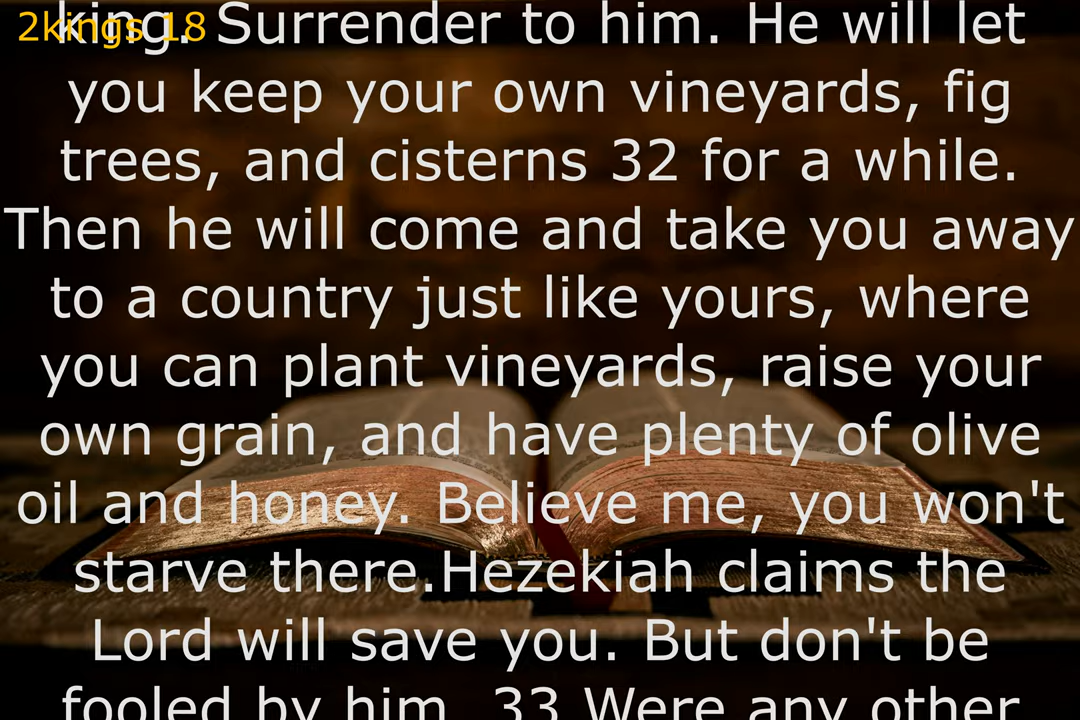 2kings 18
king. Surrender to him. He will let
you keep your own vineyards, fig
trees, and cisterns 32 for a while.
Then he will come and take you away
to a country just like yours, where
you can plant vineyards, raise your
own grain, and have plenty of olive
oil and honey. Believe me, you won't
starve there.Hezekiah claims the
Lord will save you. But don't be
fooled by him. 33 Were any other